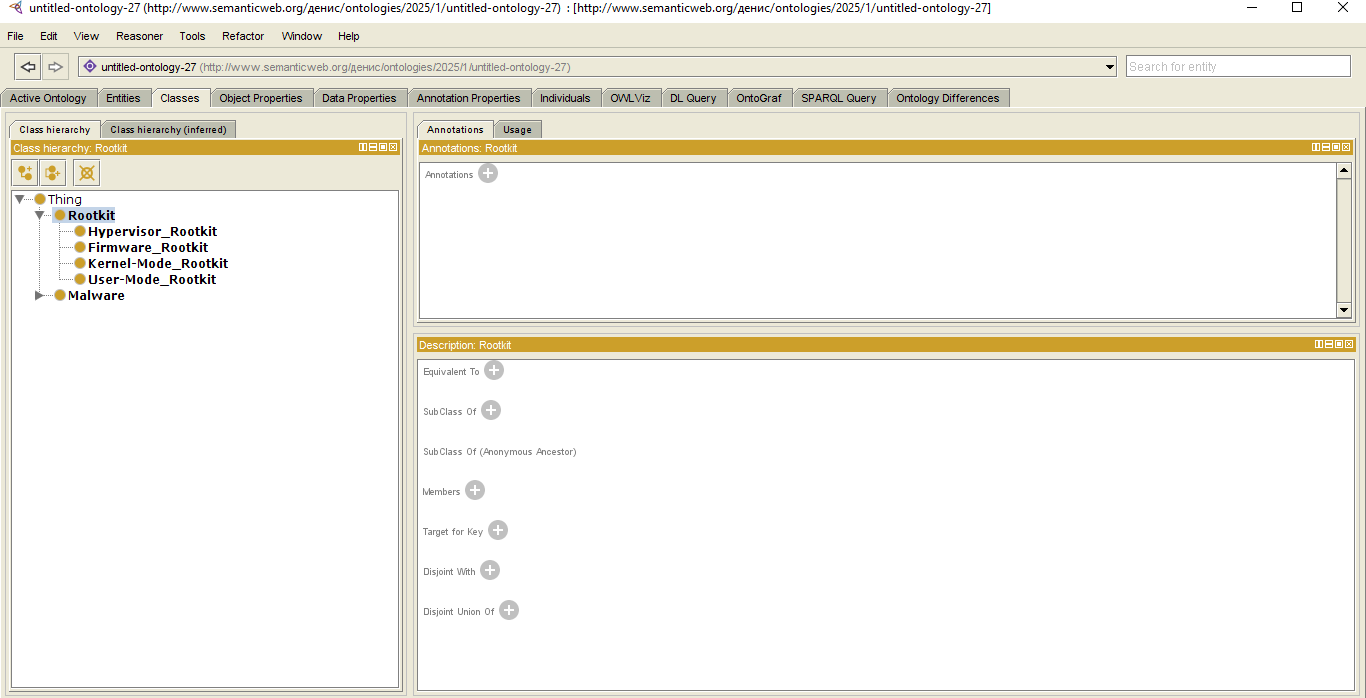 untitled-ontology-27 (http://www.semanticweb.org/денис/ontologies/2025/1/untitled-ontology-27) : [http://www.semanticweb.org/денис/ontologies/2025/1/untitled-ontology-27]
File Edit View Reasoner Tools Refactor Window Help
untitled-ontology-27 (http://www.semanticweb.org/денис/ontologies/2025/1/untitled-ontology-27) Search for entity
Active Ontology Entities Classes Object Properties Data Properties Annotation Properties Individuals OWLViz DL Query OntoGraf SPARQL Query Ontology Differences
Class hierarchy Class hierarchy (inferred)
Class hierarchy: Rootkit
Thing
Rootkit
Hypervisor_Rootkit
Firmware_Rootkit
Kernel-Mode_Rootkit
User-Mode_Rootkit
Malware
Annotations Usage
Annotations: Rootkit
Annotations
Description: Rootkit
Equivalent To
SubClass Of
SubClass Of (Anonymous Ancestor)
Members
Target for Key
Disjoint With
Disjoint Union Of